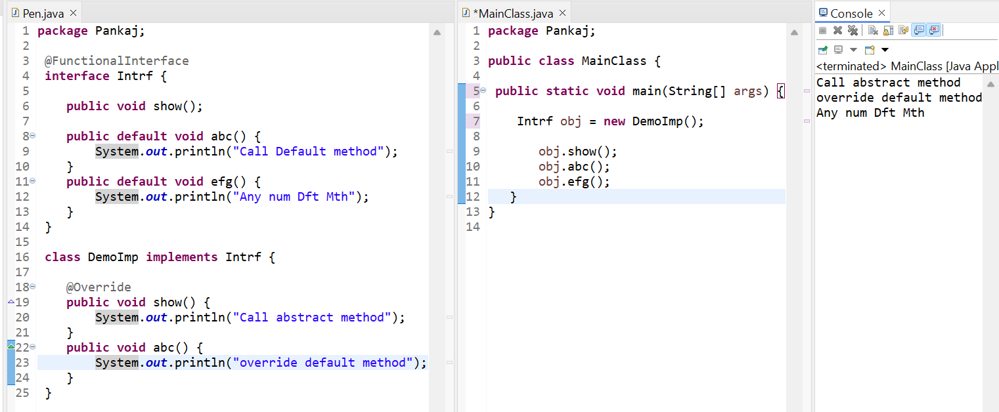 Pen.java
1 package Pankaj;
2
3 @FunctionalInterface
4 interface Intrf {
5
6 public void show();
7
8 public default void abc() {
9 System.out.println("Call Default method");
10 }
11 public default void efg() {
12 System.out.println("Any num Dft Mth");
13 }
14 }
15
16 class DemoImp implements Intrf {
17
18 @Override
19 public void show() {
20 System.out.println("Call abstract method");
21 }
22 public void abc() {
23 System.out.println("override default method");
24 }
25 }
*MainClass.java
1 package Pankaj;
2
3 public class MainClass {
4
5 public static void main(String[] args) {
6
7 Intrf obj = new DemoImp();
8
9 obj.show();
10 obj.abc();
11 obj.efg();
12 }
13 }
14
Console
<terminated> MainClass [Java Appl
Call abstract method
override default method
Any num Dft Mth